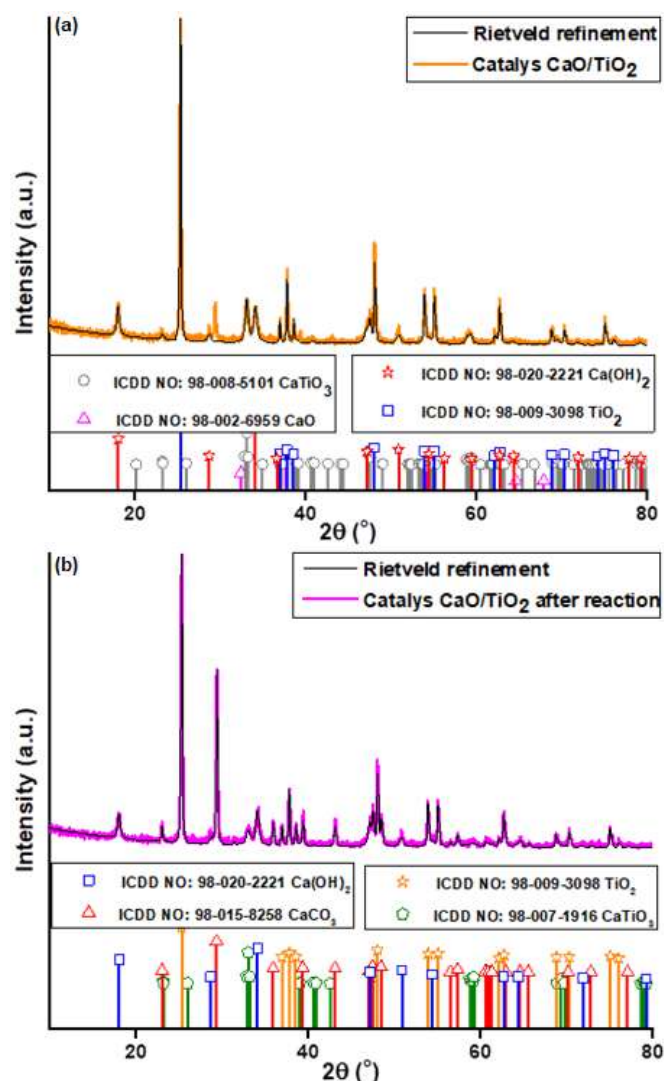 (a)
Rietveld refinement
Catalys CaO/TiO₂
Intensity (a.u.)
ICDD NO: 98-008-5101 CaTiO₃
ICDD NO: 98-002-6959 CaO
ICDD NO: 98-020-2221 Ca(OH)₂
ICDD NO: 98-009-3098 TiO₂
20 40 60 80
2θ (°)
(b)
Rietveld refinement
Catalys CaO/TiO₂ after reaction
Intensity (a.u.)
ICDD NO: 98-020-2221 Ca(OH)₂
ICDD NO: 98-015-8258 CaCO₃
ICDD NO: 98-009-3098 TiO₂
ICDD NO: 98-007-1916 CaTiO₃
20 40 60 80
2θ (°)